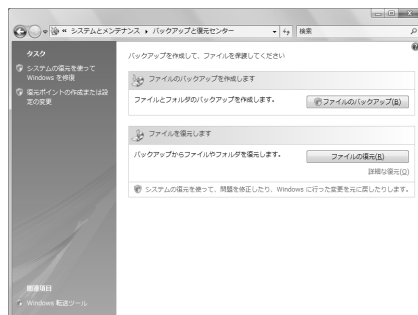 « システムとメンテナンス ▸ バックアップと復元センター
検索
タスク
システムの復元を使って
Windows を修復
復元ポイントの作成または設
定の変更
バックアップを作成して、ファイルを保護してください
ファイルのバックアップを作成します
ファイルとフォルダのバックアップを作成します。
ファイルのバックアップ(B)
ファイルを復元します
バックアップからファイルやフォルダを復元します。
ファイルの復元(R)
詳細な復元(O)
システムの復元を使って、問題を修正したり、Windows に行った変更を元に戻したりします。
関連項目
Windows 転送ツール